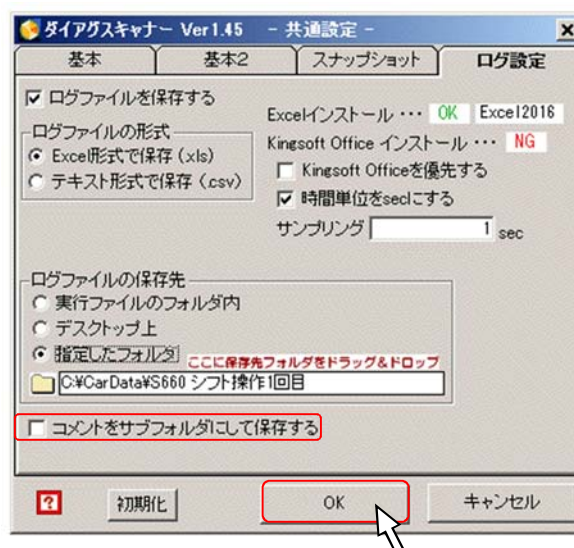 ダイアグスキャナー Ver1.45 - 共通設定 -
基本 基本2 スナップショット ログ設定
ログファイルを保存する
Excelインストール ・・・ OK Excel2016
ログファイルの形式
Kingsoft Office インストール ・・・ NG
Excel形式で保存 (xls)
Kingsoft Officeを優先する
テキスト形式で保存 (.csv)
時間単位をsecにする
サンプリング 1 sec
ログファイルの保存先
実行ファイルのフォルダ内
デスクトップ上
指定したフォルダ ここに保存先フォルダをドラッグ&ドロップ
C:¥CarData¥S660 シフト操作1回目
コメントをサブフォルダにして保存する
? 初期化 OK キャンセル